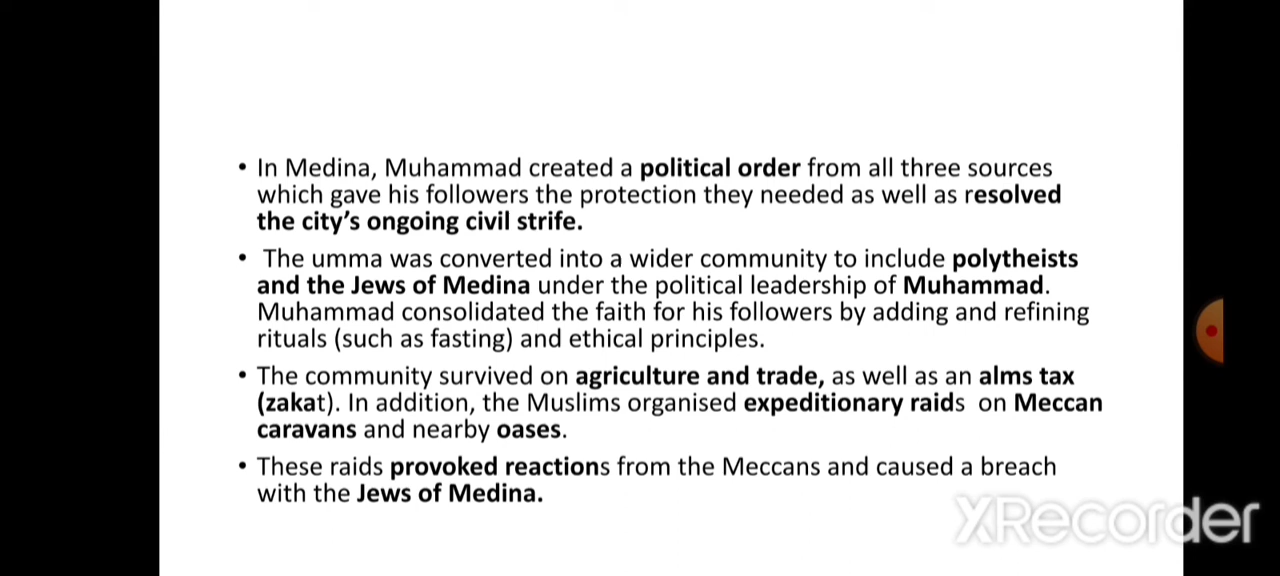 • In Medina, Muhammad created a political order from all three sources
which gave his followers the protection they needed as well as resolved
the city's ongoing civil strife.
• The umma was converted into a wider community to include polytheists
and the Jews of Medina under the political leadership of Muhammad.
Muhammad consolidated the faith for his followers by adding and refining
rituals (such as fasting) and ethical principles.
• The community survived on agriculture and trade, as well as an alms tax
(zakat). In addition, the Muslims organised expeditionary raids on Meccan
caravans and nearby oases.
• These raids provoked reactions from the Meccans and caused a breach
with the Jews of Medina.
XRecorder